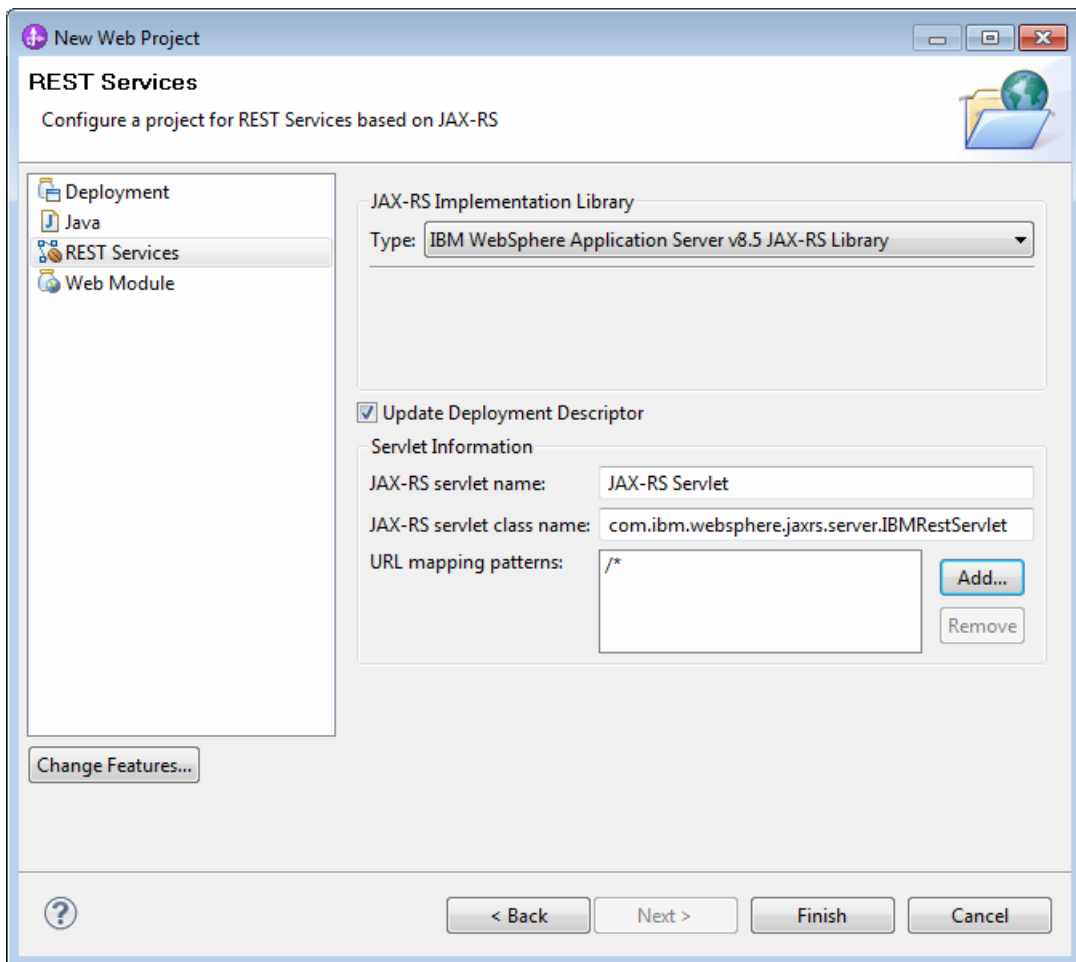 New Web Project
REST Services
Configure a project for REST Services based on JAX-RS
Deployment
Java
REST Services
Web Module
Change Features...
JAX-RS Implementation Library
Type: IBM WebSphere Application Server v8.5 JAX-RS Library
Update Deployment Descriptor
Servlet Information
JAX-RS servlet name: JAX-RS Servlet
JAX-RS servlet class name: com.ibm.websphere.jaxrs.server.IBMRestServlet
URL mapping patterns: /*
Add...
Remove
? < Back Next > Finish Cancel